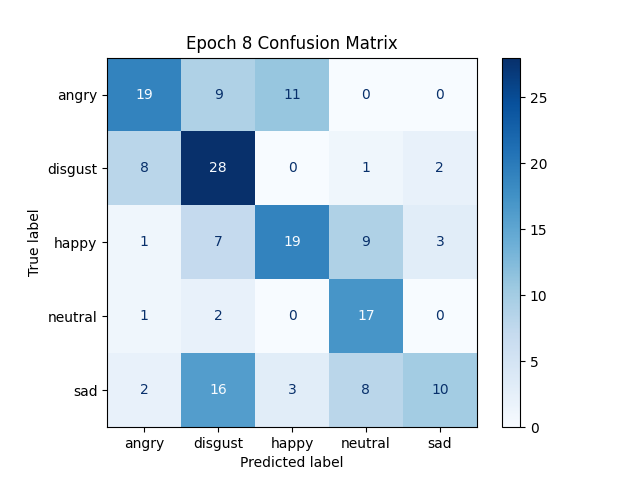 Epoch 8 Confusion Matrix
angry 19 9 11 0 0
disgust 8 28 0 1 2
happy 1 7 19 9 3
neutral 1 2 0 17 0
sad 2 16 3 8 10
angry disgust happy neutral sad
Predicted label
True label
25
20
15
10
5
0